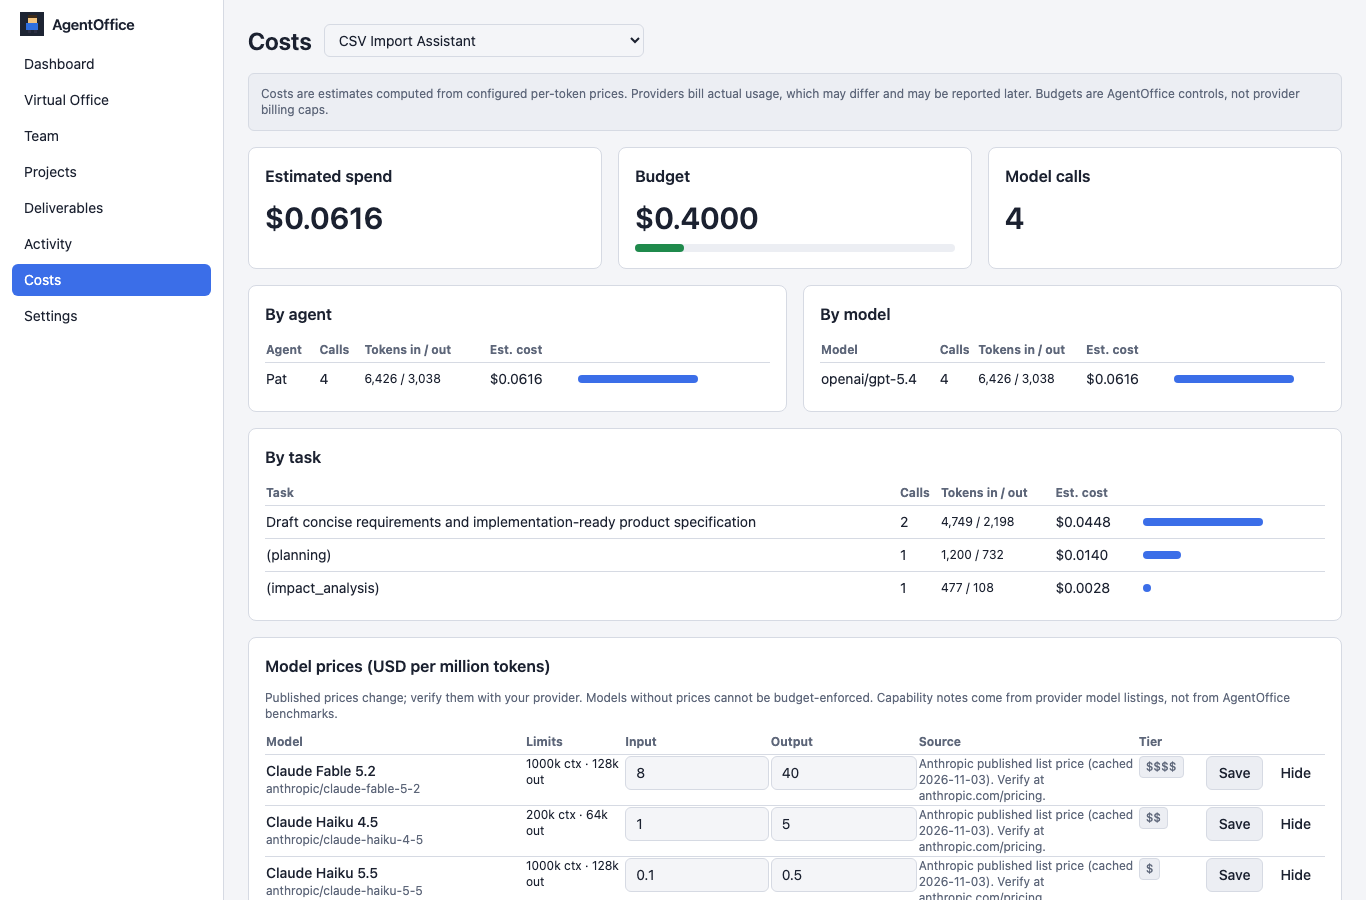 AgentOffice
Dashboard
Virtual Office
Team
Projects
Deliverables
Activity
Costs
Settings
Costs
CSV Import Assistant
Costs are estimates computed from configured per-token prices. Providers bill actual usage, which may differ and may be reported later. Budgets are AgentOffice controls, not provider
billing caps.
Estimated spend
$0.0616
Budget
$0.4000
Model calls
4
By agent
Agent Calls Tokens in / out Est. cost
Pat 4 6,426 / 3,038 $0.0616
By model
Model Calls Tokens in / out Est. cost
openai/gpt-5.4 4 6,426 / 3,038 $0.0616
By task
Task Calls Tokens in / out Est. cost
Draft concise requirements and implementation-ready product specification 2 4,749 / 2,198 $0.0448
(planning) 1 1,200 / 732 $0.0140
(impact_analysis) 1 477 / 108 $0.0028
Model prices (USD per million tokens)
Published prices change; verify them with your provider. Models without prices cannot be budget-enforced. Capability notes come from provider model listings, not from AgentOffice
benchmarks.
Model Limits Input Output Source Tier
Claude Fable 5.2
anthropic/claude-fable-5-2
1000k ctx · 128k
out
8
40
Anthropic published list price (cached
2026-11-03). Verify at
anthropic.com/pricing.
$$$$
Save
Hide
Claude Haiku 4.5
anthropic/claude-haiku-4-5
200k ctx · 64k
out
1
5
Anthropic published list price (cached
2026-11-03). Verify at
anthropic.com/pricing.
$$
Save
Hide
Claude Haiku 5.5
anthropic/claude-haiku-5-5
1000k ctx · 128k
out
0.1
0.5
Anthropic published list price (cached
2026-11-03). Verify at
anthropic.com/pricing.
$
Save
Hide